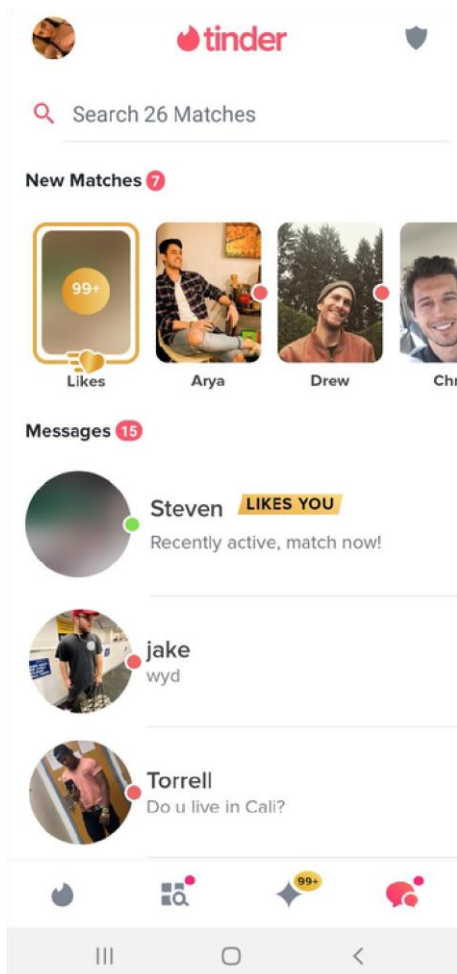 tinder
Search 26 Matches
New Matches 7
99+
Likes
Arya
Drew
Chr
Messages 15
Steven LIKES YOU
Recently active, match now!
jake
wyd
Torrell
Do u live in Cali?
99+